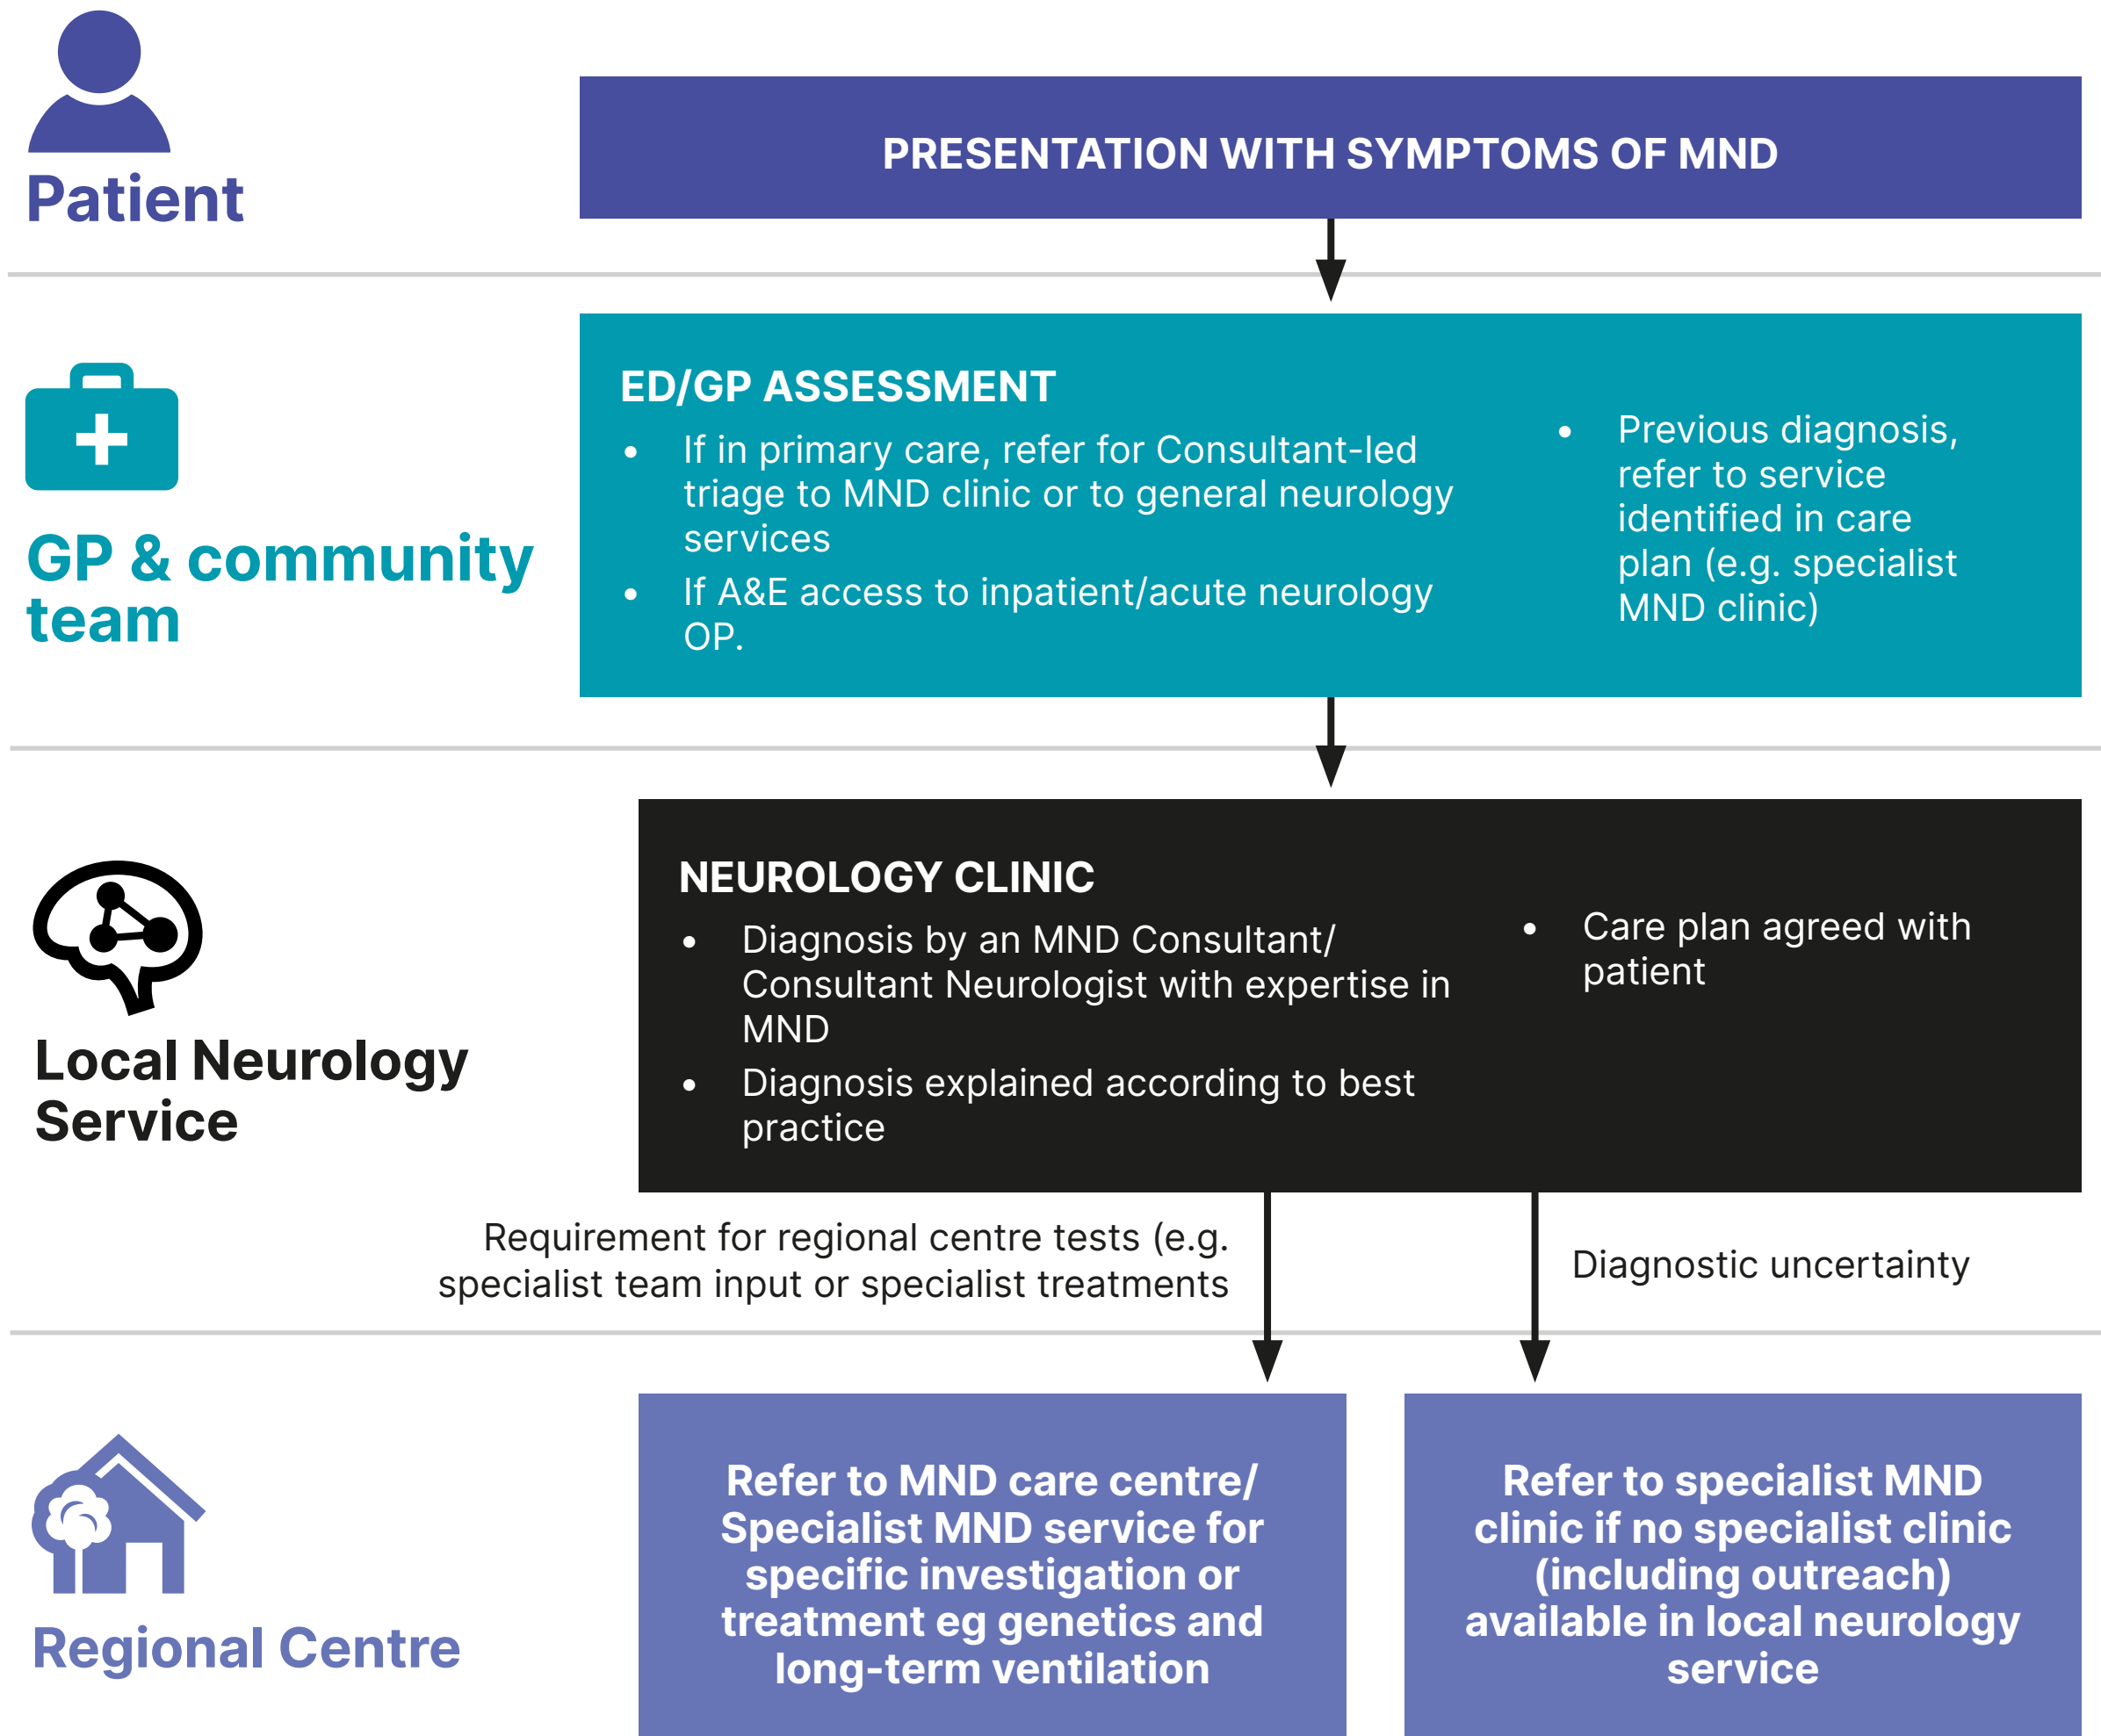 Patient
PRESENTATION WITH SYMPTOMS OF MND
GP & community
team
ED/GP ASSESSMENT
• If in primary care, refer for Consultant-led
triage to MND clinic or to general neurology
services
• If A&E access to inpatient/acute neurology
OP.
• Previous diagnosis,
refer to service
identified in care
plan (e.g. specialist
MND clinic)
Local Neurology
Service
NEUROLOGY CLINIC
• Diagnosis by an MND Consultant/
Consultant Neurologist with expertise in
MND
• Diagnosis explained according to best
practice
• Care plan agreed with
patient
Requirement for regional centre tests (e.g.
specialist team input or specialist treatments
Diagnostic uncertainty
Regional Centre
Refer to MND care centre/
Specialist MND service for
specific investigation or
treatment eg genetics and
long-term ventilation
Refer to specialist MND
clinic if no specialist clinic
(including outreach)
available in local neurology
service